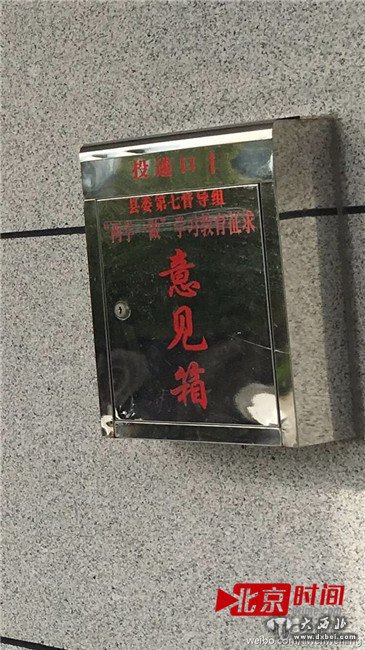 投递口↑
县委第七督导组
“两学一做”学习教育征求
意见箱
北京时间
大西北
www.dxbei.com
weibo.com/